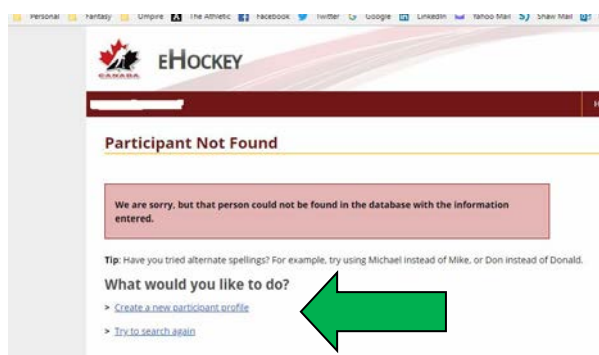 Personal Fantasy Umpire The Athletic Facebook Twitter Google LinkedIn Yahoo Mail Shaw Mail
CANADA
EHOCKEY
H
Participant Not Found
We are sorry, but that person could not be found in the database with the information
entered.
Tip: Have you tried alternate spellings? For example, try using Michael instead of Mike, or Don instead of Donald.
What would you like to do?
> Create a new participant profile
> Try to search again